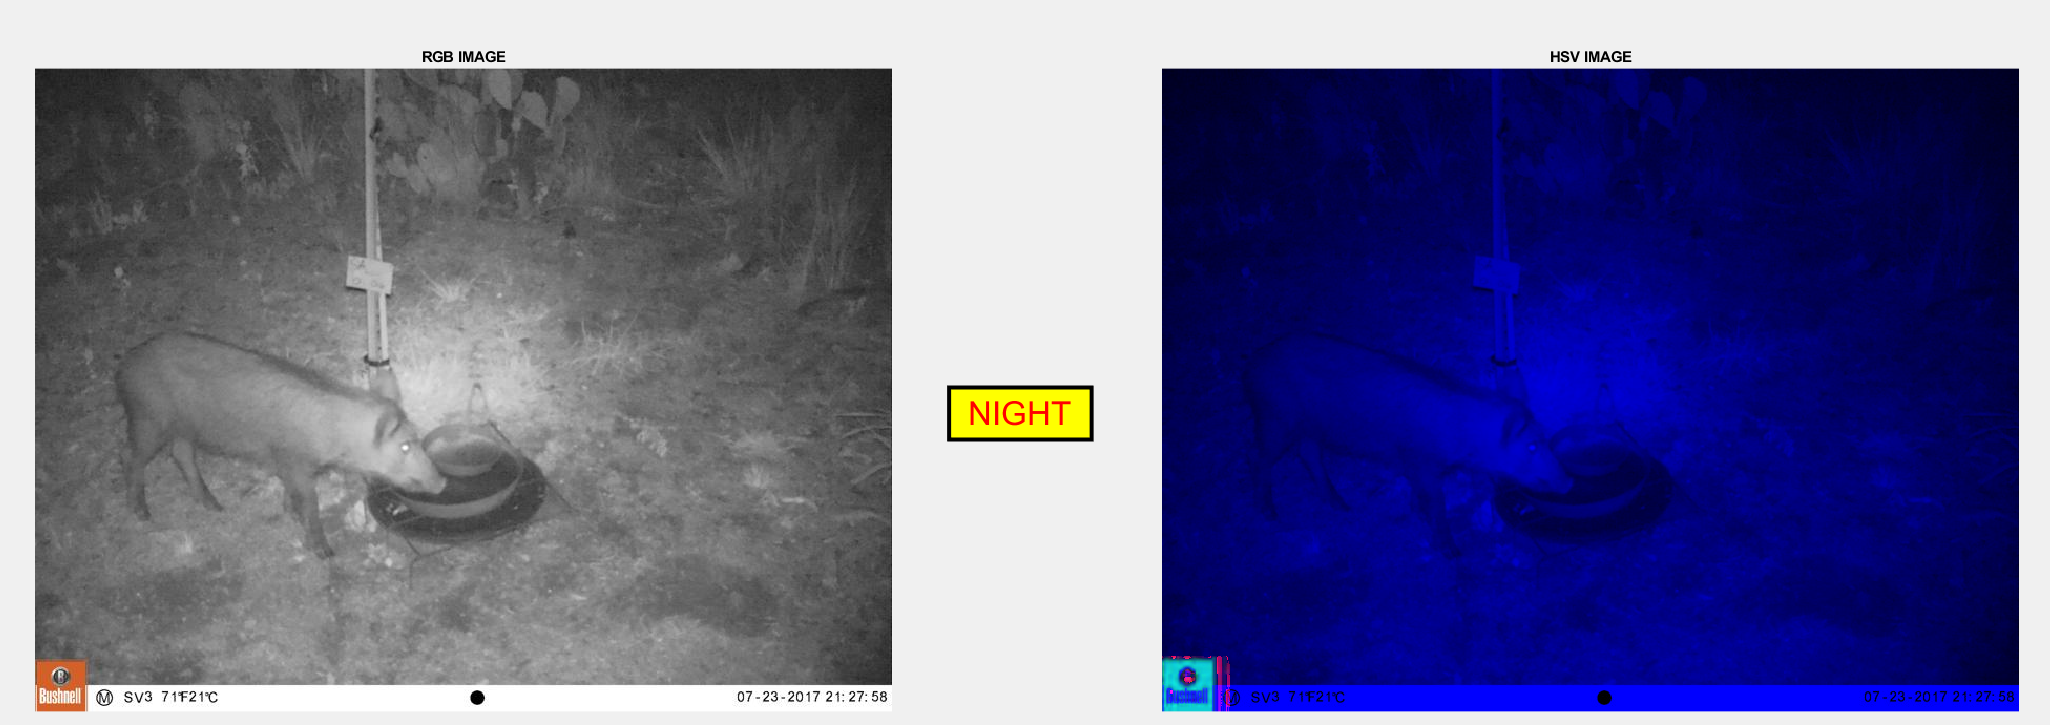 RGB IMAGE
HSV IMAGE
NIGHT
Bushnell
Ⓜ SV3 71°F21°C ● 07-23-2017 21:27:58
Bushnell
Ⓜ SV3 71°F21°C ● 07-23-2017 21:27:58